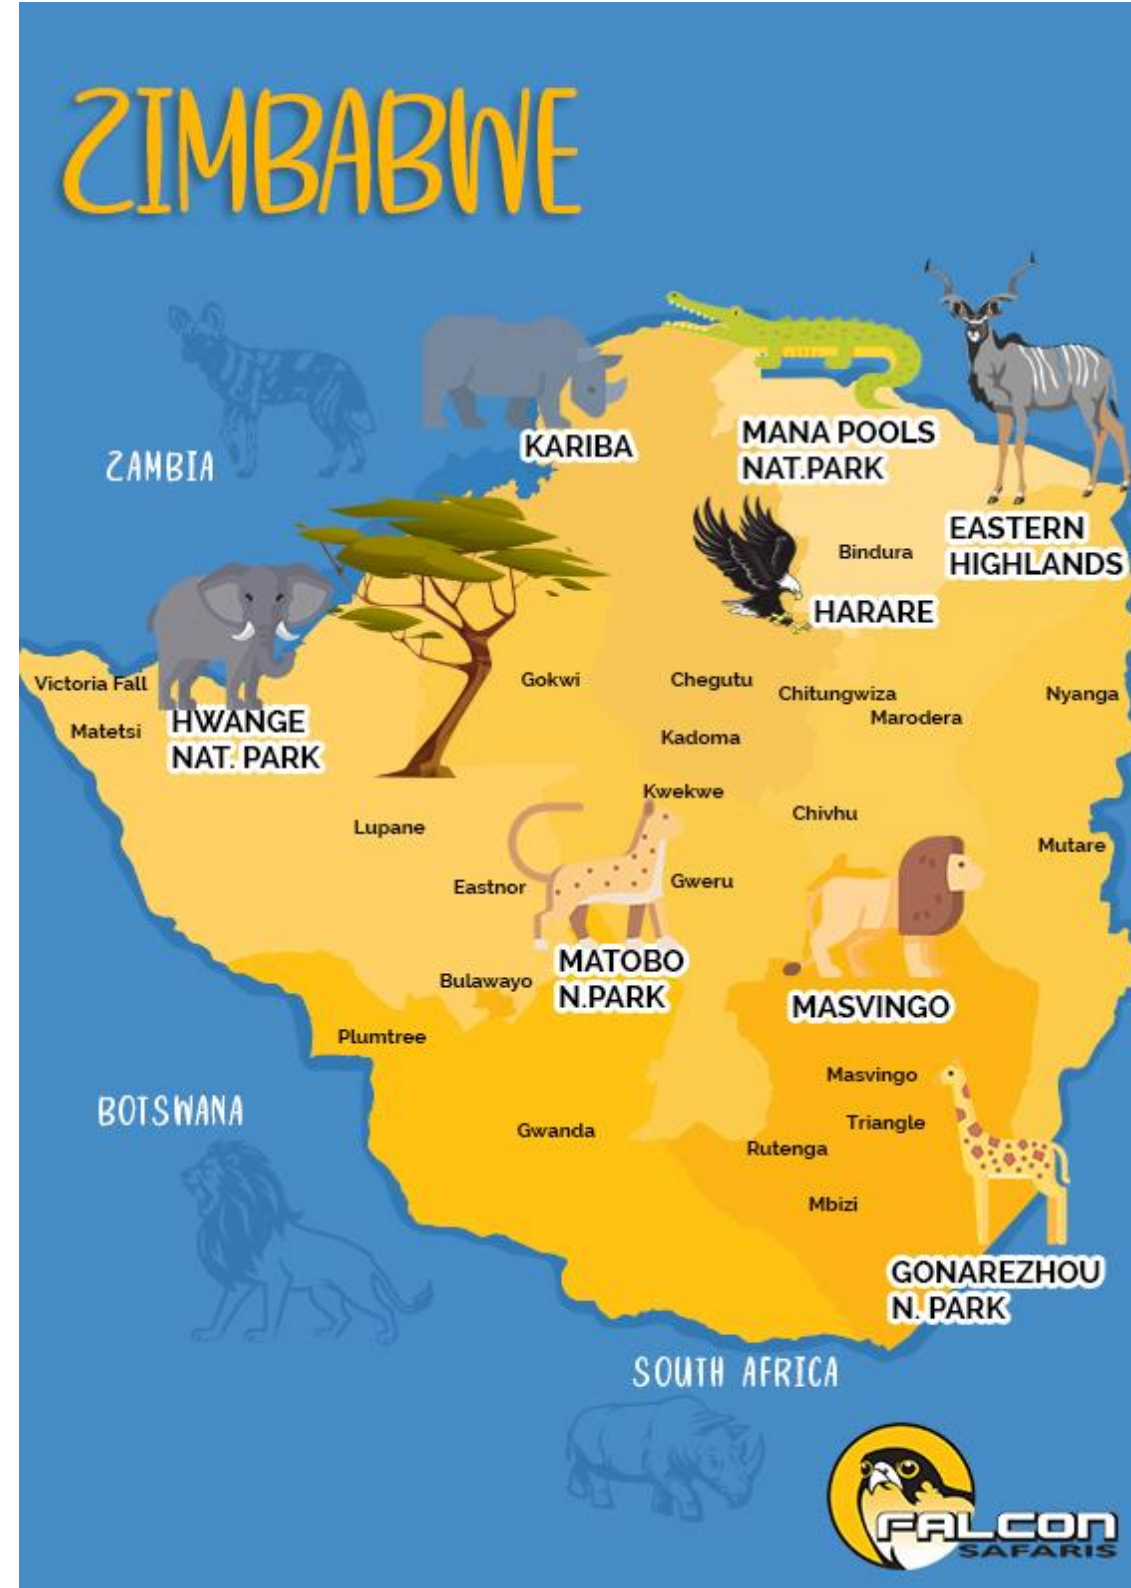 ZIMBABWE
ZAMBIA
KARIBA
MANA POOLS
NAT.PARK
EASTERN
HIGHLANDS
Bindura
HARARE
Victoria Fall
Matetsi
HWANGE
NAT. PARK
Gokwi
Chegutu
Chitungwiza
Marodera
Nyanga
Kadoma
Kwekwe
Chivhu
Lupane
Mutare
Eastnor
Gweru
MATOBO
N.PARK
Bulawayo
MASVINGO
Plumtree
Masvingo
BOTSWANA
Gwanda
Triangle
Rutenga
Mbizi
GONAREZHOU
N. PARK
SOUTH AFRICA
FALCON
SAFARIS